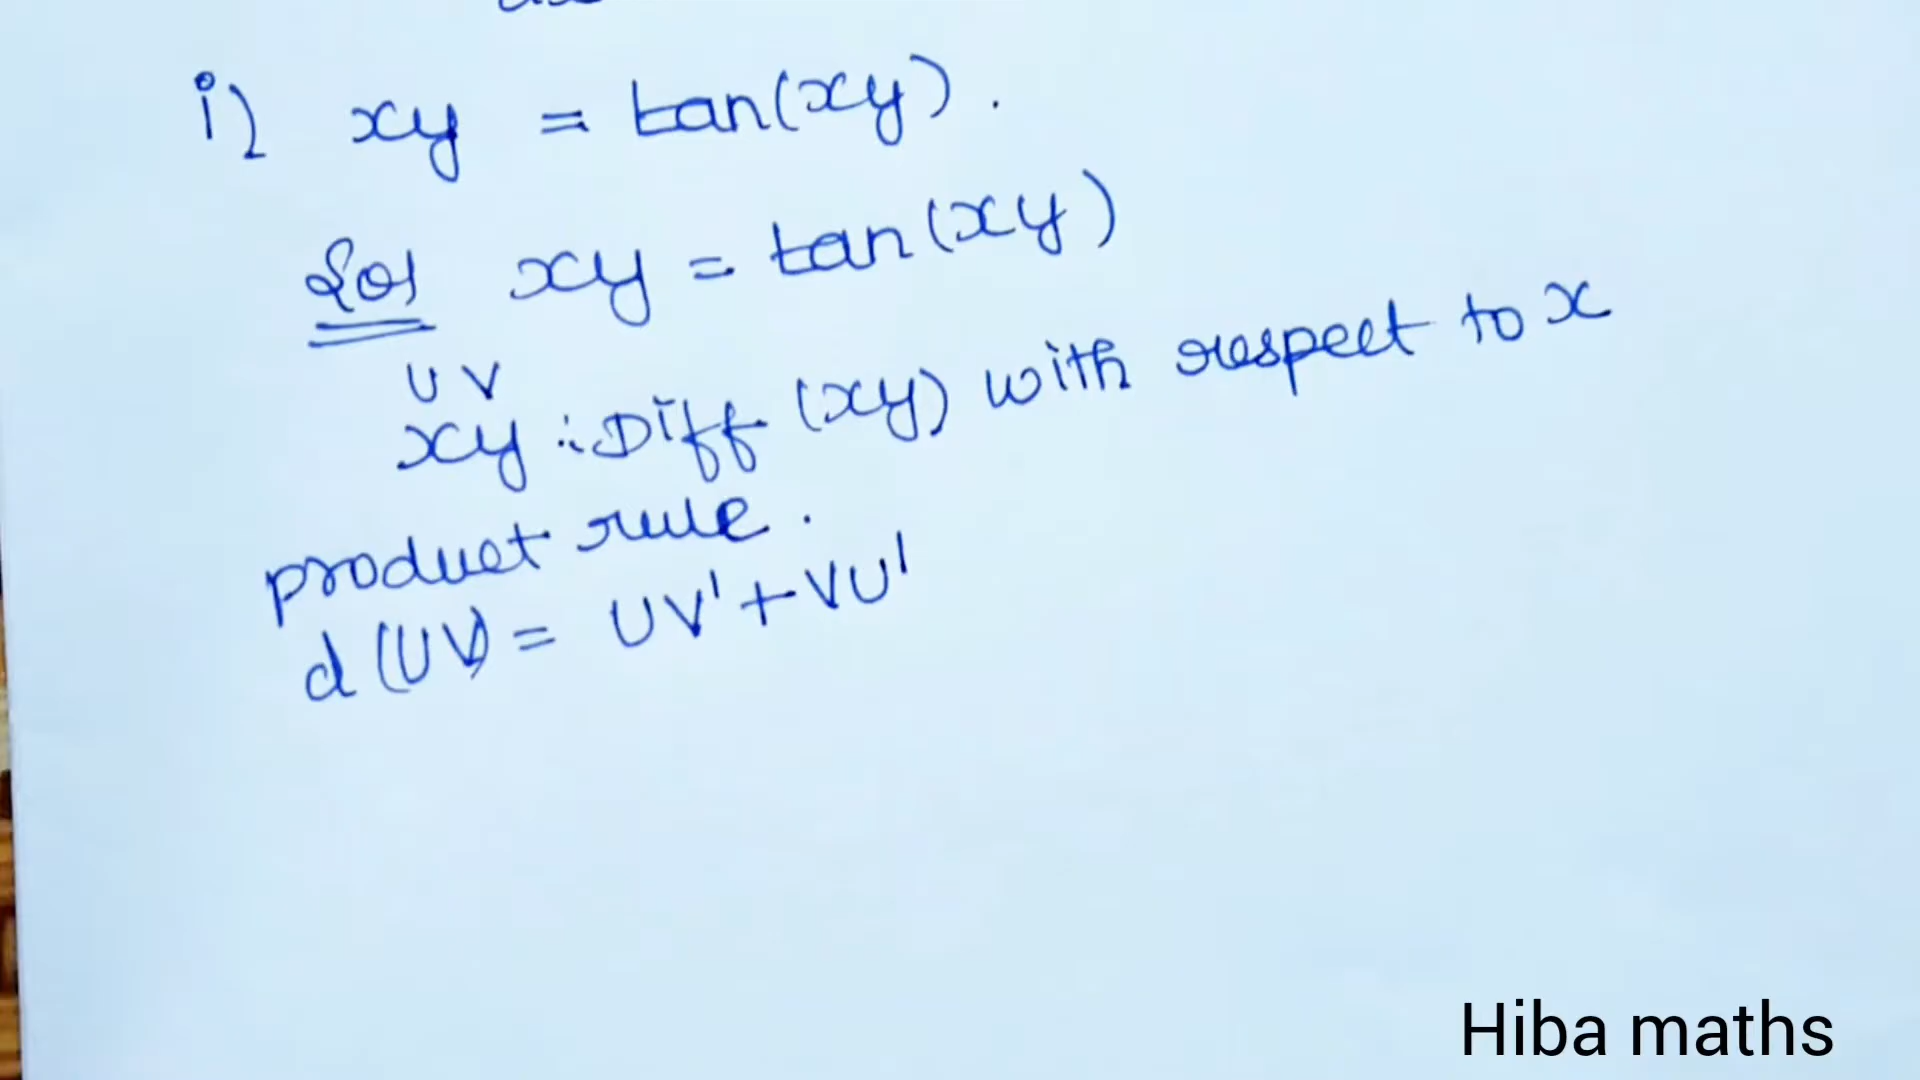 i) xy = tan(xy).
Sol xy = tan(xy)
U V
xy ∴ Diff (xy) with respect to x
product rule.
d(UV) = UV' + VU'
Hiba maths